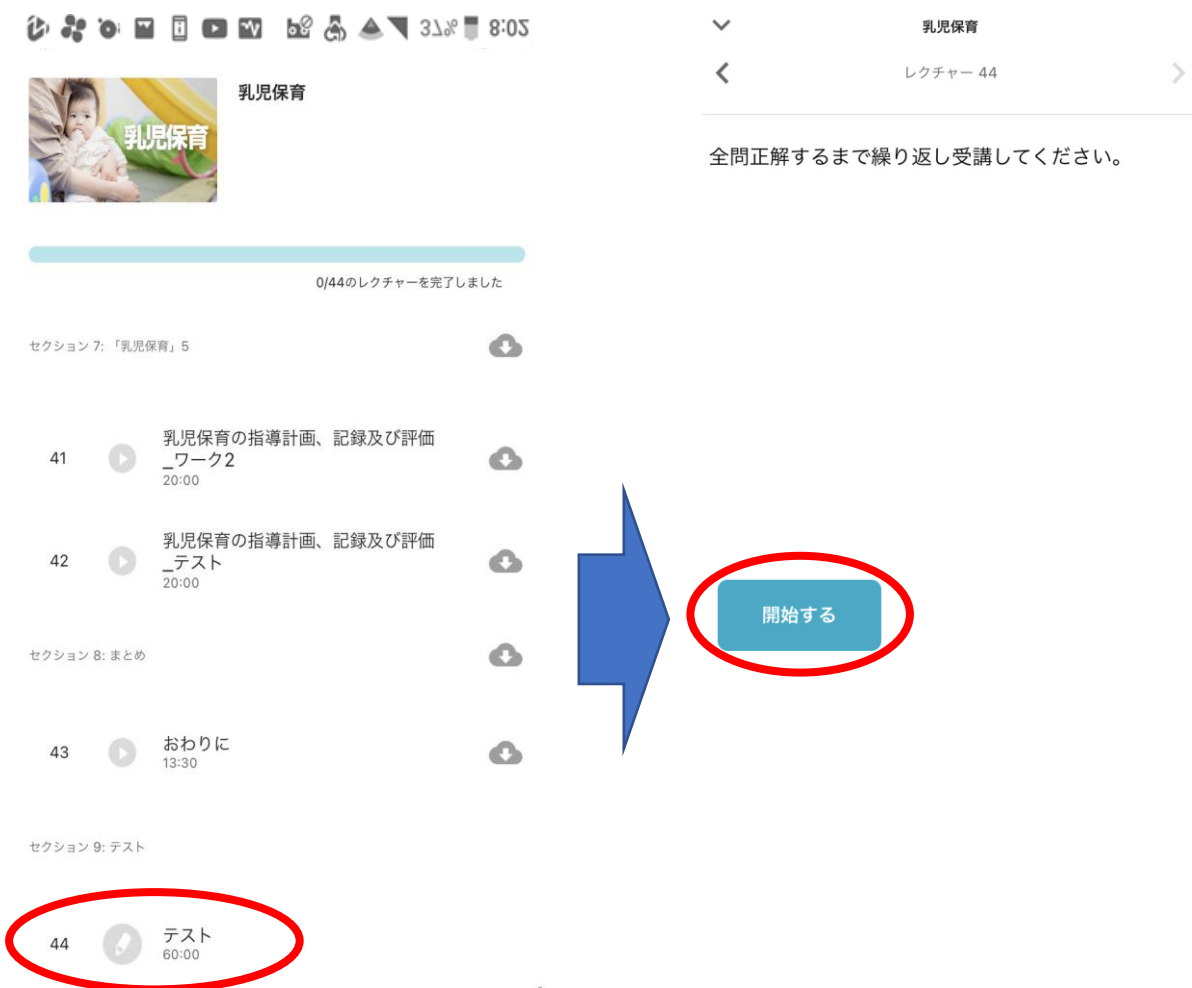 37% 8:02
乳児保育
乳児保育
0/44のレクチャーを完了しました
セクション 7: 「乳児保育」5
41
乳児保育の指導計画、記録及び評価
_ワーク2
20:00
42
乳児保育の指導計画、記録及び評価
_テスト
20:00
セクション 8: まとめ
43
おわりに
13:30
セクション 9: テスト
44
テスト
60:00
乳児保育
レクチャー 44
全問正解するまで繰り返し受講してください。
開始する